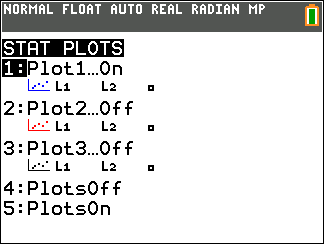 NORMAL FLOAT AUTO REAL RADIAN MP
STAT PLOTS
1:Plot1…On
L1 L2
2:Plot2…Off
L1 L2
3:Plot3…Off
L1 L2
4:PlotsOff
5:PlotsOn